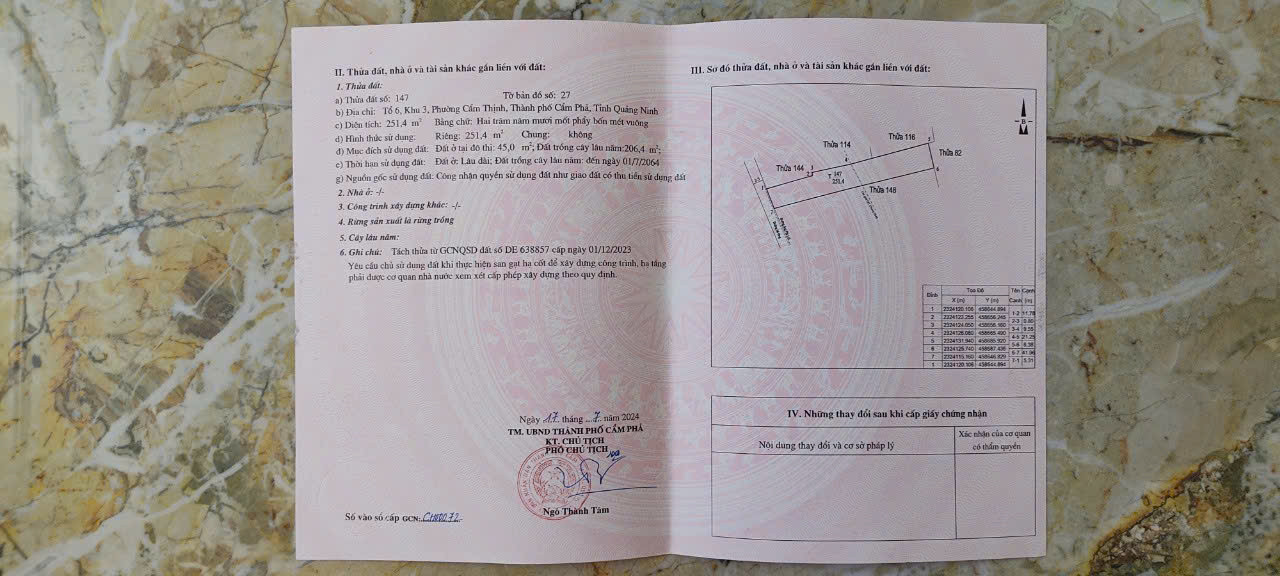 II. Thửa đất, nhà ở và tài sản khác gắn liền với đất:
1. Thửa đất:
a) Thửa đất số: 147 Tờ bản đồ số: 27
b) Địa chỉ: Tổ 6, Khu 3, Phường Cẩm Thịnh, Thành phố Cẩm Phả, Tỉnh Quảng Ninh
c) Diện tích: 251,4 m² Bằng chữ: Hai trăm năm mươi mốt phẩy bốn mét vuông
d) Hình thức sử dụng: Riêng: 251,4 m² Chung: không
đ) Mục đích sử dụng đất: Đất ở tại đô thị: 45,0 m²; Đất trồng cây lâu năm: 206,4 m²;
e) Thời hạn sử dụng đất: Đất ở: Lâu dài; Đất trồng cây lâu năm: đến ngày 01/7/2064
g) Nguồn gốc sử dụng đất: Công nhận quyền sử dụng đất như giao đất có thu tiền sử dụng đất
2. Nhà ở: -/-
3. Công trình xây dựng khác: -/-
4. Rừng sản xuất là rừng trồng
5. Cây lâu năm:
6. Ghi chú: Tách thửa từ GCNQSD đất số DE 638857 cấp ngày 01/12/2023
Yêu cầu chủ sử dụng đất khi thực hiện san gạt hạ cốt để xây dựng công trình, hạ tầng
phải được cơ quan nhà nước xem xét cấp phép xây dựng theo quy định.
Ngày 17 tháng 7 năm 2024
TM. UBND THÀNH PHỐ CẨM PHẢ
KT. CHỦ TỊCH
PHÓ CHỦ TỊCH
Ngô Thành Tâm
Số vào sổ cấp GCN: CH00072
III. Sơ đồ thửa đất, nhà ở và tài sản khác gắn liền với đất:
B
Thửa 116
Thửa 114
Thửa 82
Thửa 144
147
251,4
Thửa 148
Đỉnh Tọa Độ Tên Cạnh
X (m) Y (m) Cạnh (m)
IV. Những thay đổi sau khi cấp giấy chứng nhận
Nội dung thay đổi và cơ sở pháp lý
Xác nhận của cơ quan
có thẩm quyền